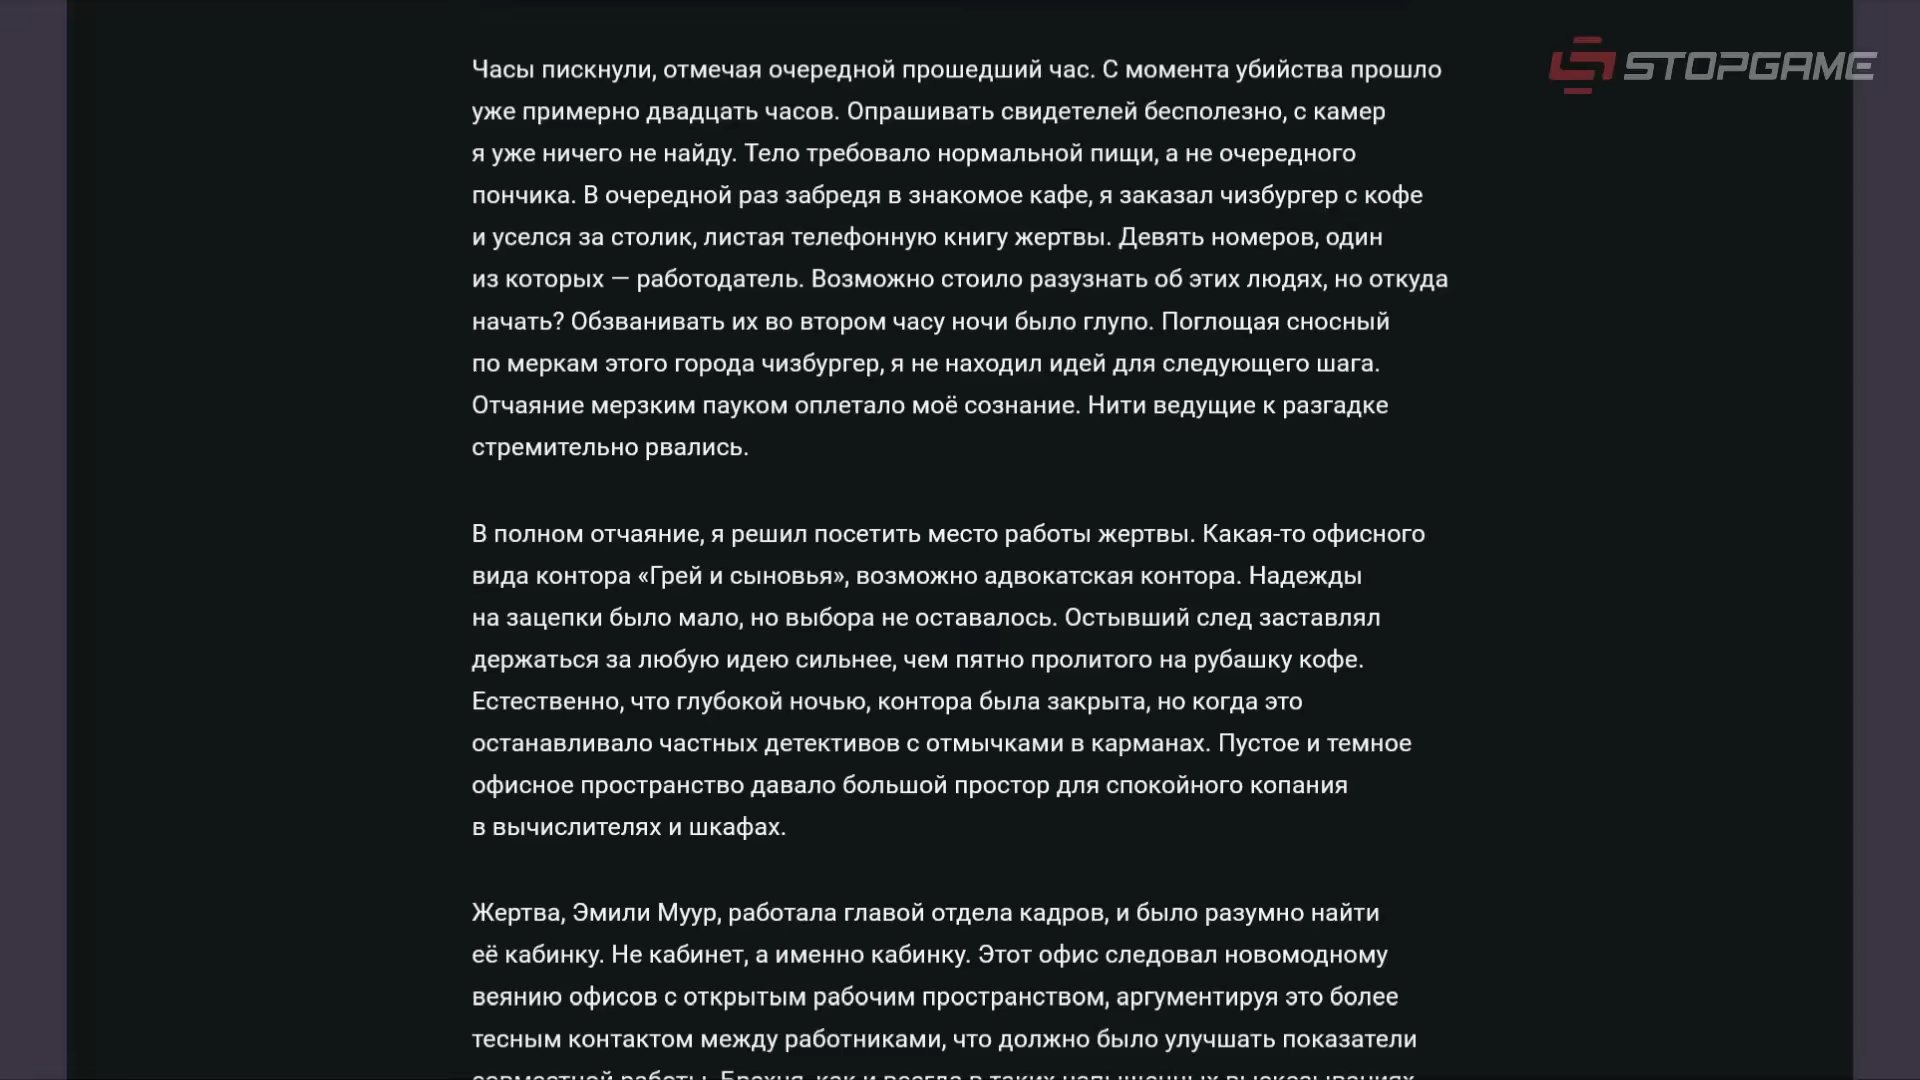 STOPGAME
Часы пискнули, отмечая очередной прошедший час. С момента убийства прошло
уже примерно двадцать часов. Опрашивать свидетелей бесполезно, с камер
я уже ничего не найду. Тело требовало нормальной пищи, а не очередного
пончика. В очередной раз забредя в знакомое кафе, я заказал чизбургер с кофе
и уселся за столик, листая телефонную книгу жертвы. Девять номеров, один
из которых — работодатель. Возможно стоило разузнать об этих людях, но откуда
начать? Обзванивать их во втором часу ночи было глупо. Поглощая сносный
по меркам этого города чизбургер, я не находил идей для следующего шага.
Отчаяние мерзким пауком оплетало моё сознание. Нити ведущие к разгадке
стремительно рвались.
В полном отчаяние, я решил посетить место работы жертвы. Какая-то офисного
вида контора «Грей и сыновья», возможно адвокатская контора. Надежды
на зацепки было мало, но выбора не оставалось. Остывший след заставлял
держаться за любую идею сильнее, чем пятно пролитого на рубашку кофе.
Естественно, что глубокой ночью, контора была закрыта, но когда это
останавливало частных детективов с отмычками в карманах. Пустое и темное
офисное пространство давало большой простор для спокойного копания
в вычислителях и шкафах.
Жертва, Эмили Муур, работала главой отдела кадров, и было разумно найти
её кабинку. Не кабинет, а именно кабинку. Этот офис следовал новомодному
веянию офисов с открытым рабочим пространством, аргументируя это более
тесным контактом между работниками, что должно было улучшать показатели
совместной работы. Брехня, как и всегда в таких напыщенных высказываниях.